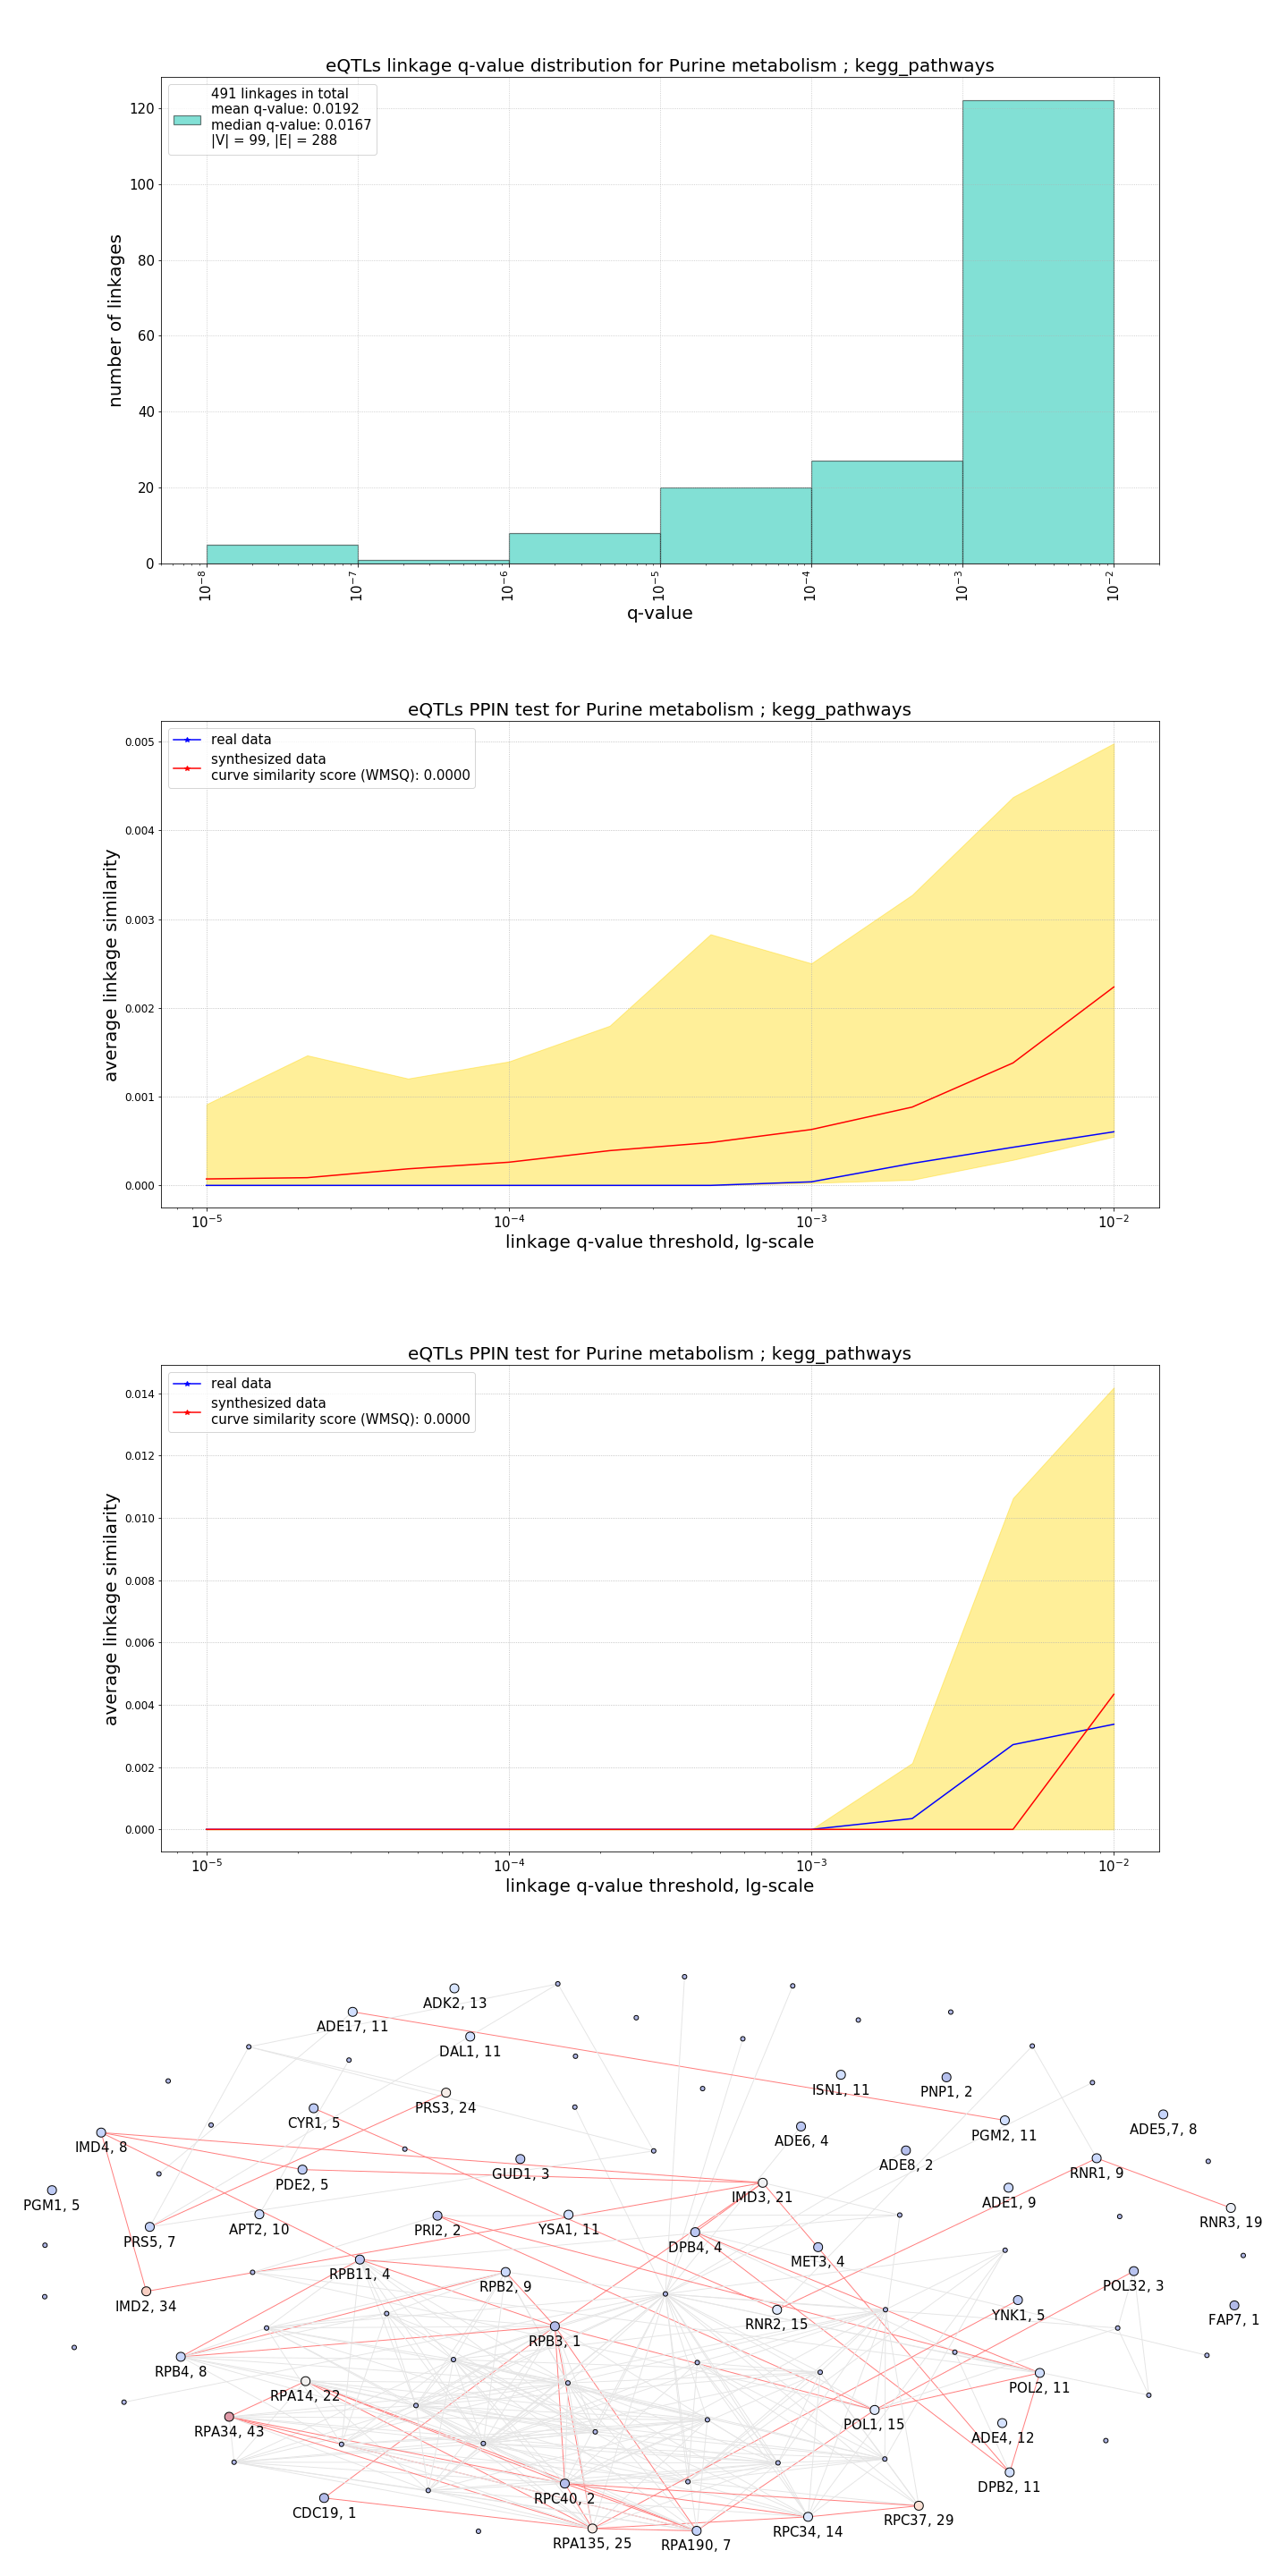 eQTLs linkage q-value distribution for Purine metabolism ; kegg_pathways
491 linkages in total
mean q-value: 0.0192
median q-value: 0.0167
|V| = 99, |E| = 288
number of linkages
120
100
80
60
40
20
0
10⁻⁸ 10⁻⁷ 10⁻⁶ 10⁻⁵ 10⁻⁴ 10⁻³ 10⁻²
q-value
eQTLs PPIN test for Purine metabolism ; kegg_pathways
real data
synthesized data
curve similarity score (WMSQ): 0.0000
average linkage similarity
0.005
0.004
0.003
0.002
0.001
0.000
10⁻⁵ 10⁻⁴ 10⁻³ 10⁻²
linkage q-value threshold, lg-scale
eQTLs PPIN test for Purine metabolism ; kegg_pathways
real data
synthesized data
curve similarity score (WMSQ): 0.0000
average linkage similarity
0.014
0.012
0.010
0.008
0.006
0.004
0.002
0.000
10⁻⁵ 10⁻⁴ 10⁻³ 10⁻²
linkage q-value threshold, lg-scale
ADK2, 13
ADE17, 11
DAL1, 11
ISN1, 11
PNP1, 2
PRS3, 24
CYR1, 5
ADE5,7, 8
PGM2, 11
ADE6, 4
IMD4, 8
ADE8, 2
GUD1, 3
RNR1, 9
PDE2, 5
IMD3, 21
PGM1, 5
ADE1, 9
RNR3, 19
APT2, 10
PRI2, 2
YSA1, 11
PRS5, 7
DPB4, 4
MET3, 4
RPB11, 4
RPB2, 9
POL32, 3
IMD2, 34
YNK1, 5
FAP7, 1
RNR2, 15
RPB3, 1
RPB4, 8
POL2, 11
RPA14, 22
POL1, 15
RPA34, 43
ADE4, 12
DPB2, 11
RPC40, 2
CDC19, 1
RPC37, 29
RPC34, 14
RPA135, 25
RPA190, 7